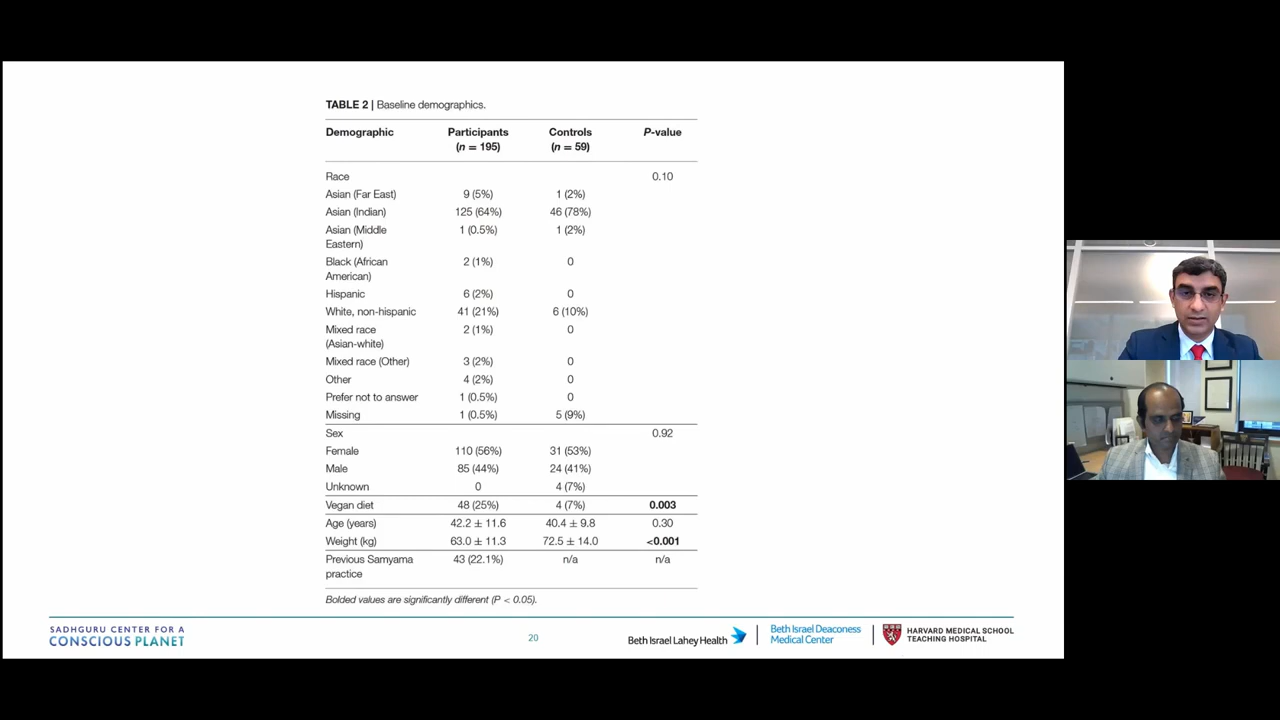 TABLE 2 | Baseline demographics.
Demographic Participants Controls P-value
(n = 195) (n = 59)
Race 0.10
Asian (Far East) 9 (5%) 1 (2%)
Asian (Indian) 125 (64%) 46 (78%)
Asian (Middle 1 (0.5%) 1 (2%)
Eastern)
Black (African 2 (1%) 0
American)
Hispanic 6 (2%) 0
White, non-hispanic 41 (21%) 6 (10%)
Mixed race 2 (1%) 0
(Asian-white)
Mixed race (Other) 3 (2%) 0
Other 4 (2%) 0
Prefer not to answer 1 (0.5%) 0
Missing 1 (0.5%) 5 (9%)
Sex 0.92
Female 110 (56%) 31 (53%)
Male 85 (44%) 24 (41%)
Unknown 0 4 (7%)
Vegan diet 48 (25%) 4 (7%) 0.003
Age (years) 42.2 ± 11.6 40.4 ± 9.8 0.30
Weight (kg) 63.0 ± 11.3 72.5 ± 14.0 <0.001
Previous Samyama 43 (22.1%) n/a n/a
practice
Bolded values are significantly different (P < 0.05).
SADHGURU CENTER FOR A
CONSCIOUS PLANET
20
Beth Israel Lahey Health
Beth Israel Deaconess
Medical Center
HARVARD MEDICAL SCHOOL
TEACHING HOSPITAL